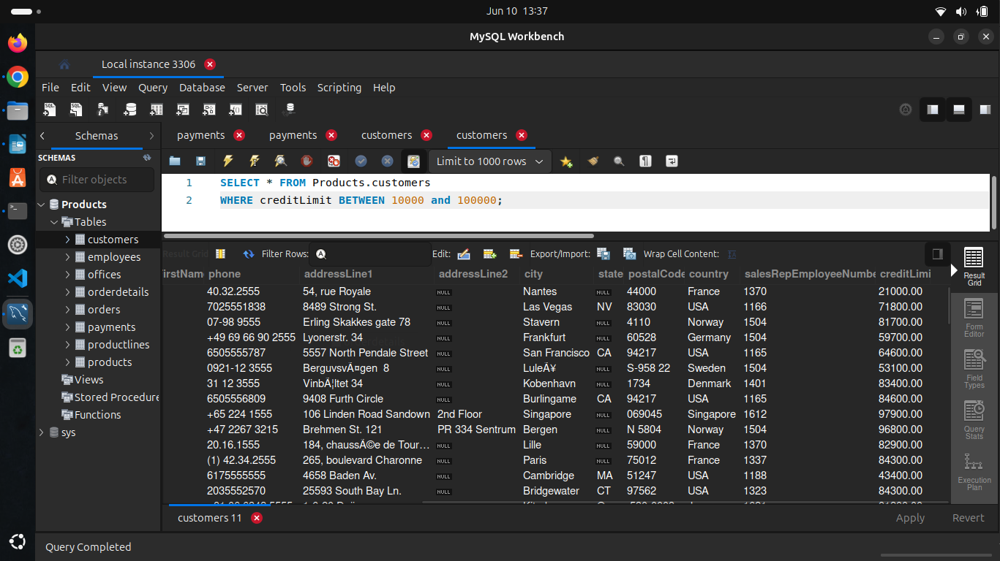 Jun 10 13:37
MySQL Workbench
Local instance 3306
File Edit View Query Database Server Tools Scripting Help
Schemas
payments payments customers customers
SCHEMAS
Filter objects
Limit to 1000 rows
Products
Tables
customers
employees
offices
orderdetails
orders
payments
productlines
products
Views
Stored Procedure
Functions
sys
1 SELECT * FROM Products.customers
2 WHERE creditLimit BETWEEN 10000 and 100000;
Result Grid Filter Rows: Edit: Export/Import: Wrap Cell Content:
FirstNam phone addressLine1 addressLine2 city state postalCode country salesRepEmployeeNumbe creditLimi
40.32.2555 54, rue Royale NULL Nantes NULL 44000 France 1370 21000.00
7025551838 8489 Strong St. NULL Las Vegas NV 83030 USA 1166 71800.00
07-98 9555 Erling Skakkes gate 78 NULL Stavern NULL 4110 Norway 1504 81700.00
+49 69 66 90 2555 Lyonerstr. 34 NULL Frankfurt NULL 60528 Germany 1504 59700.00
6505555787 5557 North Pendale Street NULL San Francisco CA 94217 USA 1165 64600.00
0921-12 3555 BerguvsvÃ¤gen 8 NULL LuleÃ¥ NULL S-958 22 Sweden 1504 53100.00
31 12 3555 VinbÃ¦ltet 34 NULL Kobenhavn NULL 1734 Denmark 1401 83400.00
6505556809 9408 Furth Circle NULL Burlingame CA 94217 USA 1165 84600.00
+65 224 1555 106 Linden Road Sandown 2nd Floor Singapore NULL 069045 Singapore 1612 97900.00
+47 2267 3215 Brehmen St. 121 PR 334 Sentrum Bergen NULL N 5804 Norway 1504 96800.00
20.16.1555 184, chaussÃ©e de Tour… NULL Lille NULL 59000 France 1370 82900.00
(1) 42.34.2555 265, boulevard Charonne NULL Paris NULL 75012 France 1337 84300.00
6175555555 4658 Baden Av. NULL Cambridge MA 51247 USA 1188 43400.00
2035552570 25593 South Bay Ln. NULL Bridgewater CT 97562 USA 1323 84300.00
Result
Grid
Form
Editor
Field
Types
Query
Stats
Execution
Plan
customers 11
Apply Revert
Query Completed